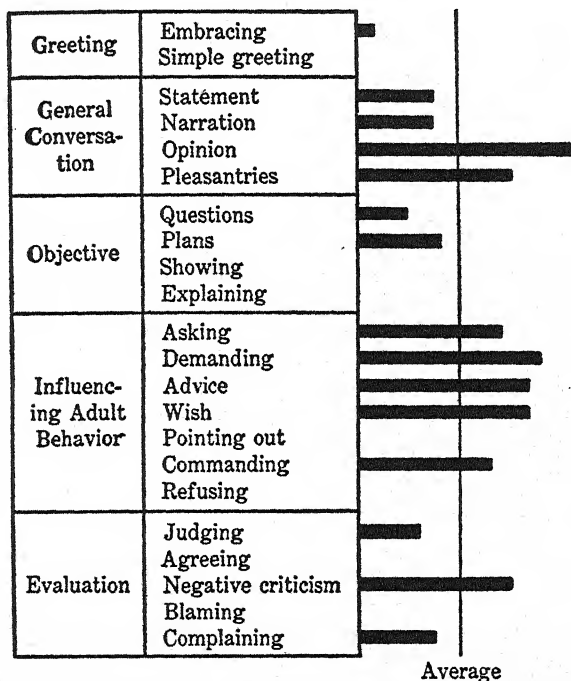 Greeting
Embracing
Simple greeting
General
Conversa-
tion
Statément
Narration
Opinion
Pleasantries
Objective
Questions
Plans
Showing
Explaining
Influenc-
ing Adult
Behavior
Asking
Demanding
Advice
Wish
Pointing out
Commanding
Refusing
Evaluation
Judging
Agreeing
Negative criticism
Blaming
Complaining
Average